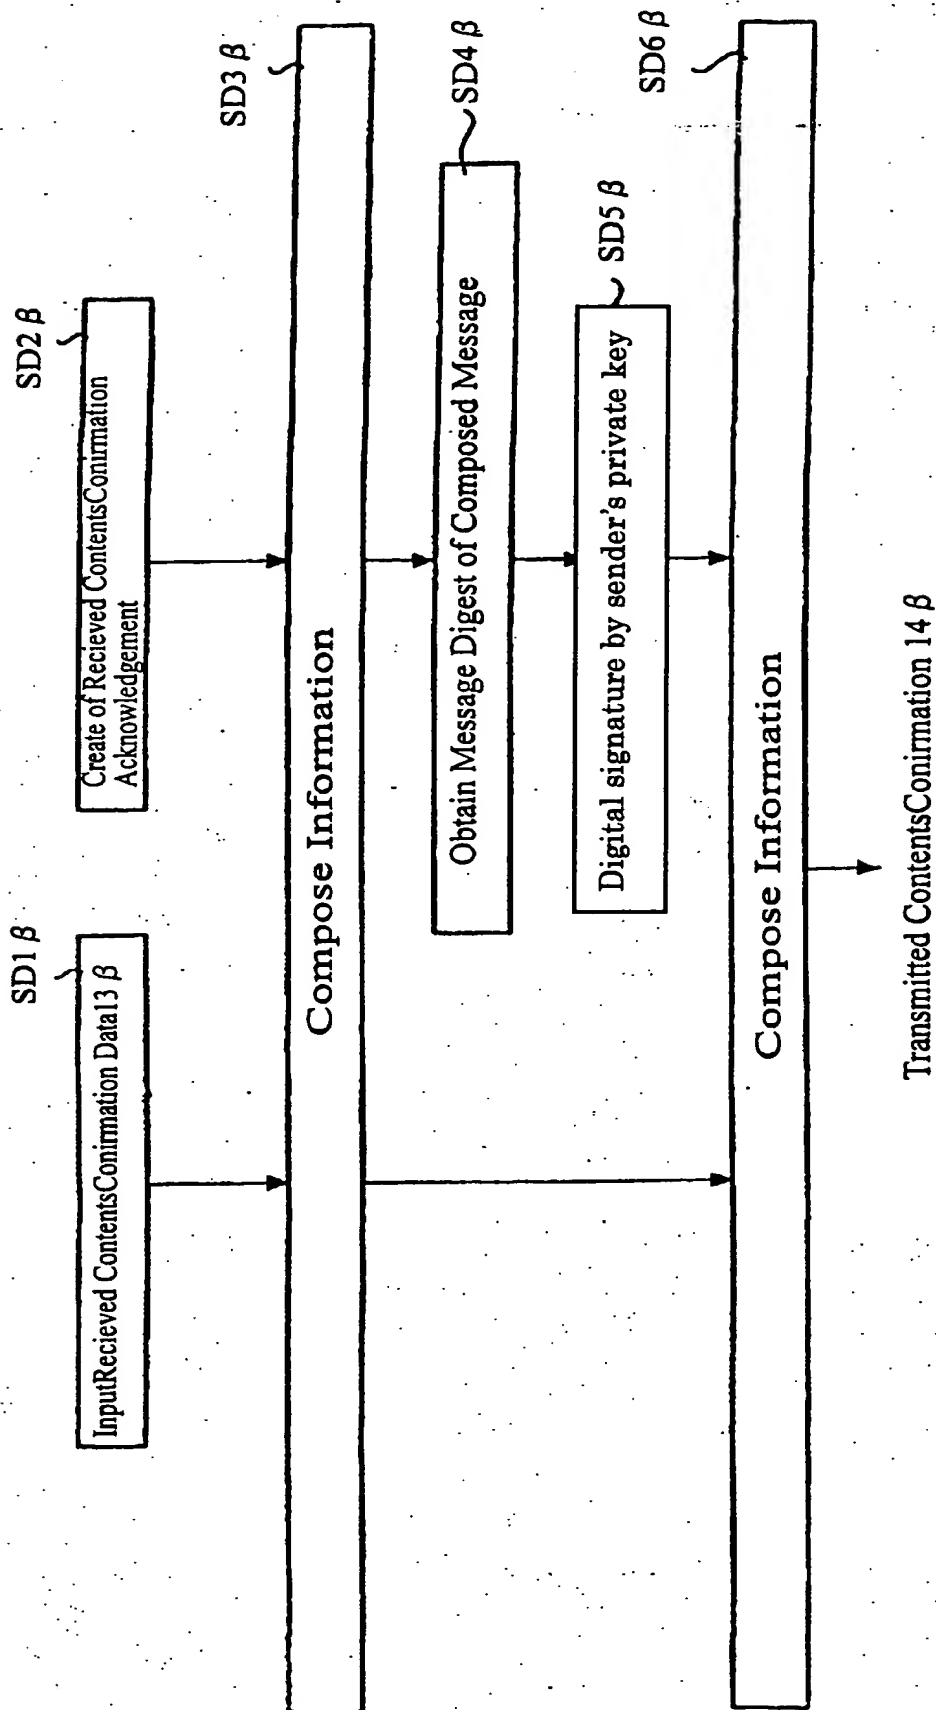 SD1 β
InputRecieved ContentsConirmation Data13 β
SD2 β
Create of Recieved ContentsConirmation
Acknowledgement
SD3 β
Compose Information
SD4 β
Obtain Message Digest of Composed Message
SD5 β
Digital signature by sender's private key
SD6 β
Compose Information
Transmitted ContentsConirmation 14 β